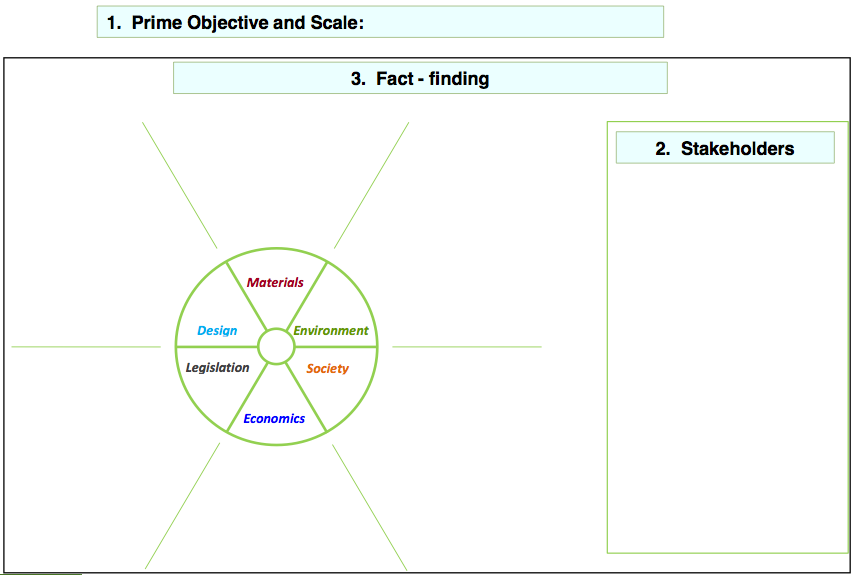 1. Prime Objective and Scale:
3. Fact - finding
2. Stakeholders
Materials
Design
Environment
Legislation
Society
Economics